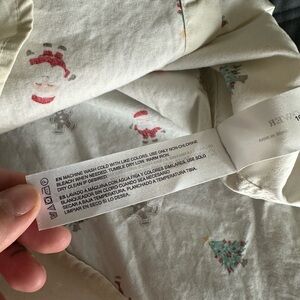 EN MACHINE WASH COLD WITH LIKE COLORS. USE ONLY NON-CHLORINE
BLEACH WHEN NEEDED. TUMBLE DRY LOW. WARM IRON.
DRY CLEAN IF DESIRED.
ES LAVADO A MÁQUINA CON AGUA FRÍA Y COLORES SIMILARES. USE SOLO
BLANQUEADOR SIN CLORO CUANDO SEA NECESARIO.
SECAR A BAJA TEMPERATURA. PLANCHADO A TEMPERATURA TIBIA.
LIMPIAR EN SECO SI LO DESEA.